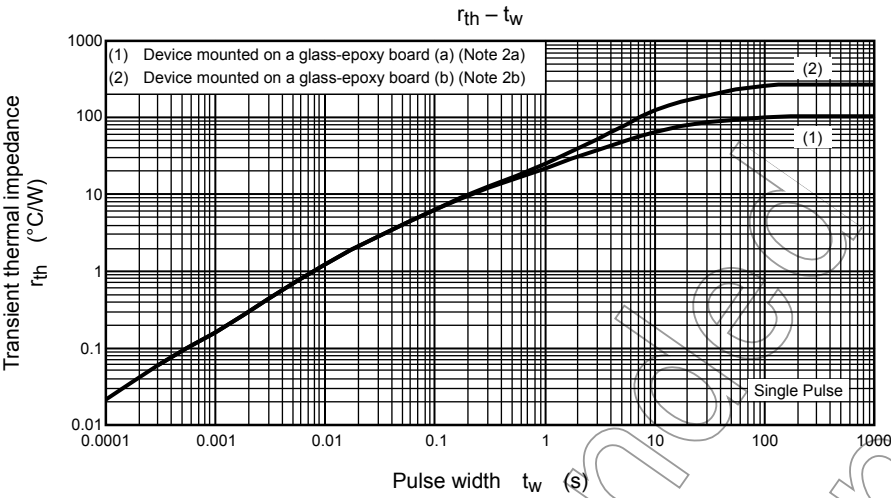 rth – tw
(1) Device mounted on a glass-epoxy board (a) (Note 2a)
(2) Device mounted on a glass-epoxy board (b) (Note 2b)
(2)
(1)
Single Pulse
Transient thermal impedance
rth (°C/W)
1000
100
10
1
0.1
0.01
0.0001
0.001
0.01
0.1
1
10
100
1000
Pulse width tw (s)